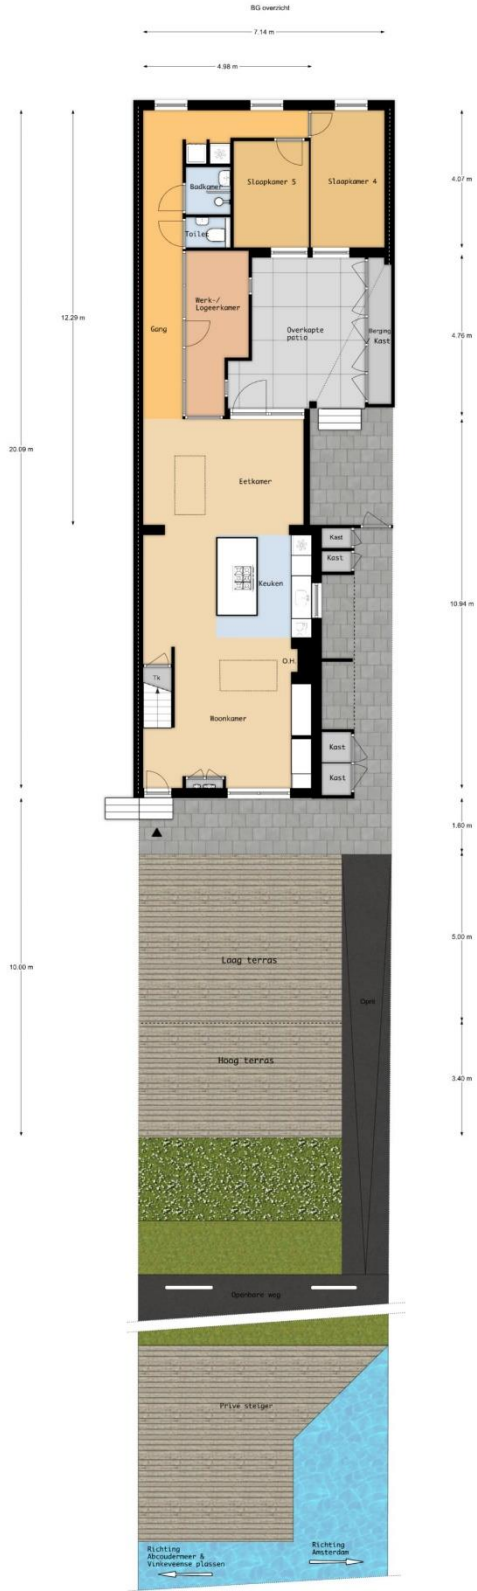 BG overzicht
7.14 m
4.98 m
4.07 m
Badkamer
Slaapkamer 5
Slaapkamer 4
Toilet
Werk-/
Logeerkamer
12.29 m
Gang
Overkapte
patio
Berging
Kast
4.76 m
20.09 m
Eetkamer
Kast
Kast
Keuken
10.94 m
O.H.
Tk
Woonkamer
Kast
Kast
1.60 m
5.00 m
Laag terras
10.00 m
Oprit
Hoog terras
3.40 m
Openbare weg
Prive steiger
Richting
Abcoudermeer &
Vinkeveense plassen
Richting
Amsterdam